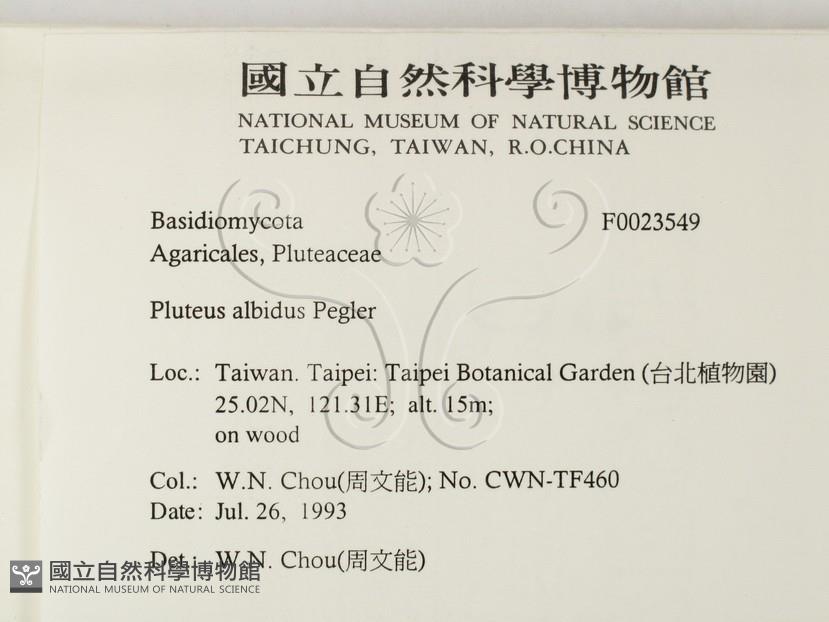 國立自然科學博物館
NATIONAL MUSEUM OF NATURAL SCIENCE
TAICHUNG, TAIWAN, R.O.CHINA
Basidiomycota F0023549
Agaricales, Pluteaceae
Pluteus albidus Pegler
Loc.: Taiwan. Taipei: Taipei Botanical Garden (台北植物園)
25.02N, 121.31E; alt. 15m;
on wood
Col.: W.N. Chou(周文能); No. CWN-TF460
Date: Jul. 26, 1993
Det.: W.N. Chou(周文能)
國立自然科學博物館
NATIONAL MUSEUM OF NATURAL SCIENCE